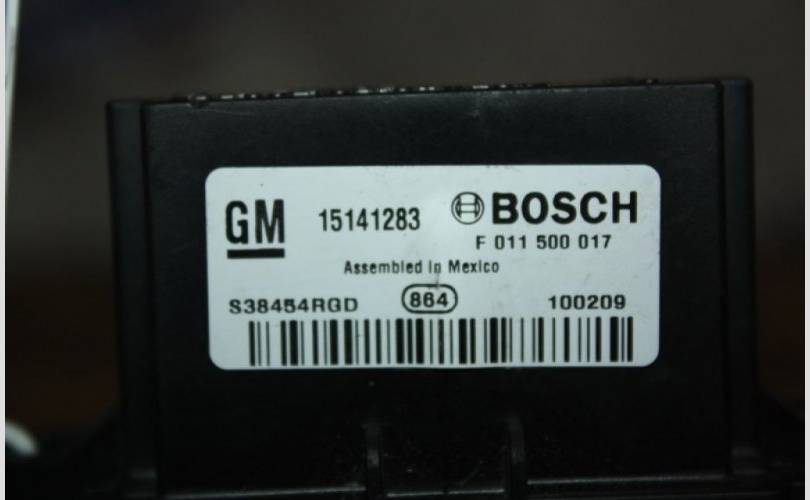 GM 15141283 BOSCH
F 011 500 017
Assembled in Mexico
S38454RGD 864 100209